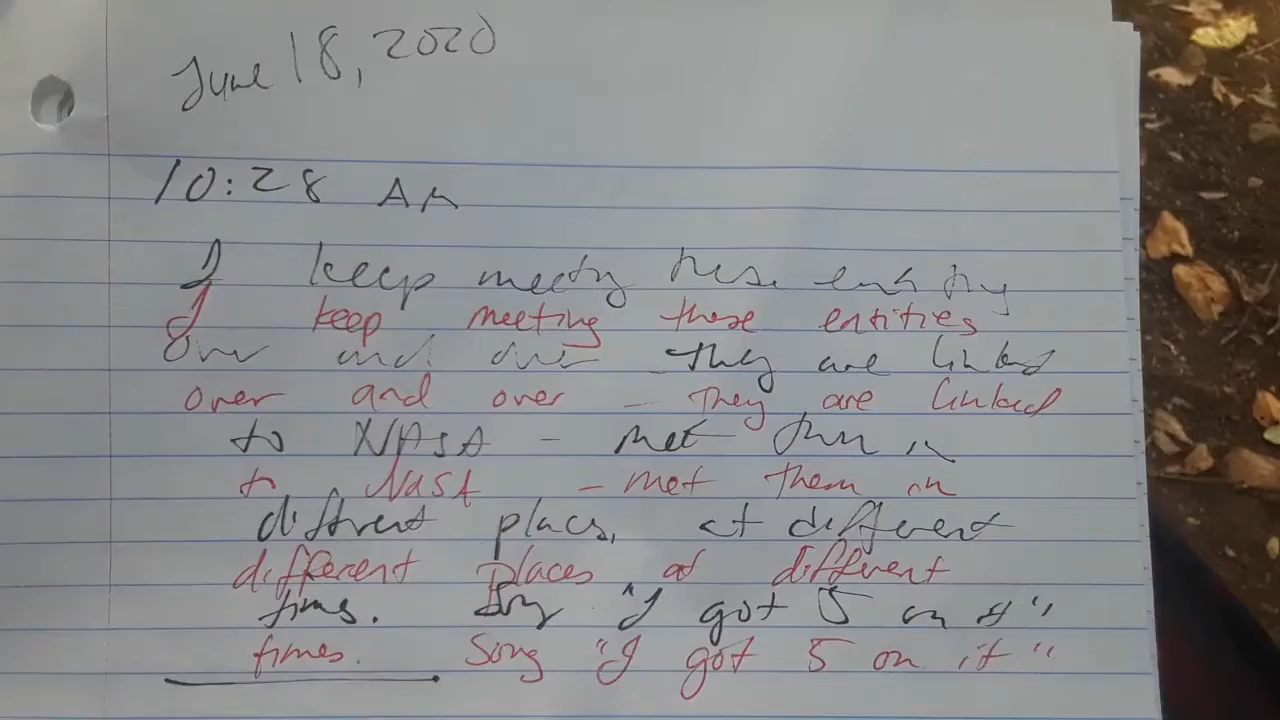 June 18, 2020
10:28 AM
I keep meeting these entities
I keep meeting these entities
over and over they are linked
over and over – They are linked
to NASA – met them in
to NASA – met them in
different places, at different
different places, at different
times. Song "I got 5 on it"
times. Song "I got 5 on it"